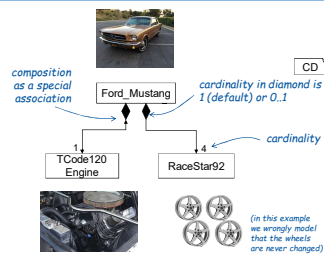 CD
composition
as a special
association
cardinality in diamond is
1 (default) or 0..1
Ford_Mustang
cardinality
1
4
TCode120
Engine
RaceStar92
(in this example
we wrongly model
that the wheels
are never changed)